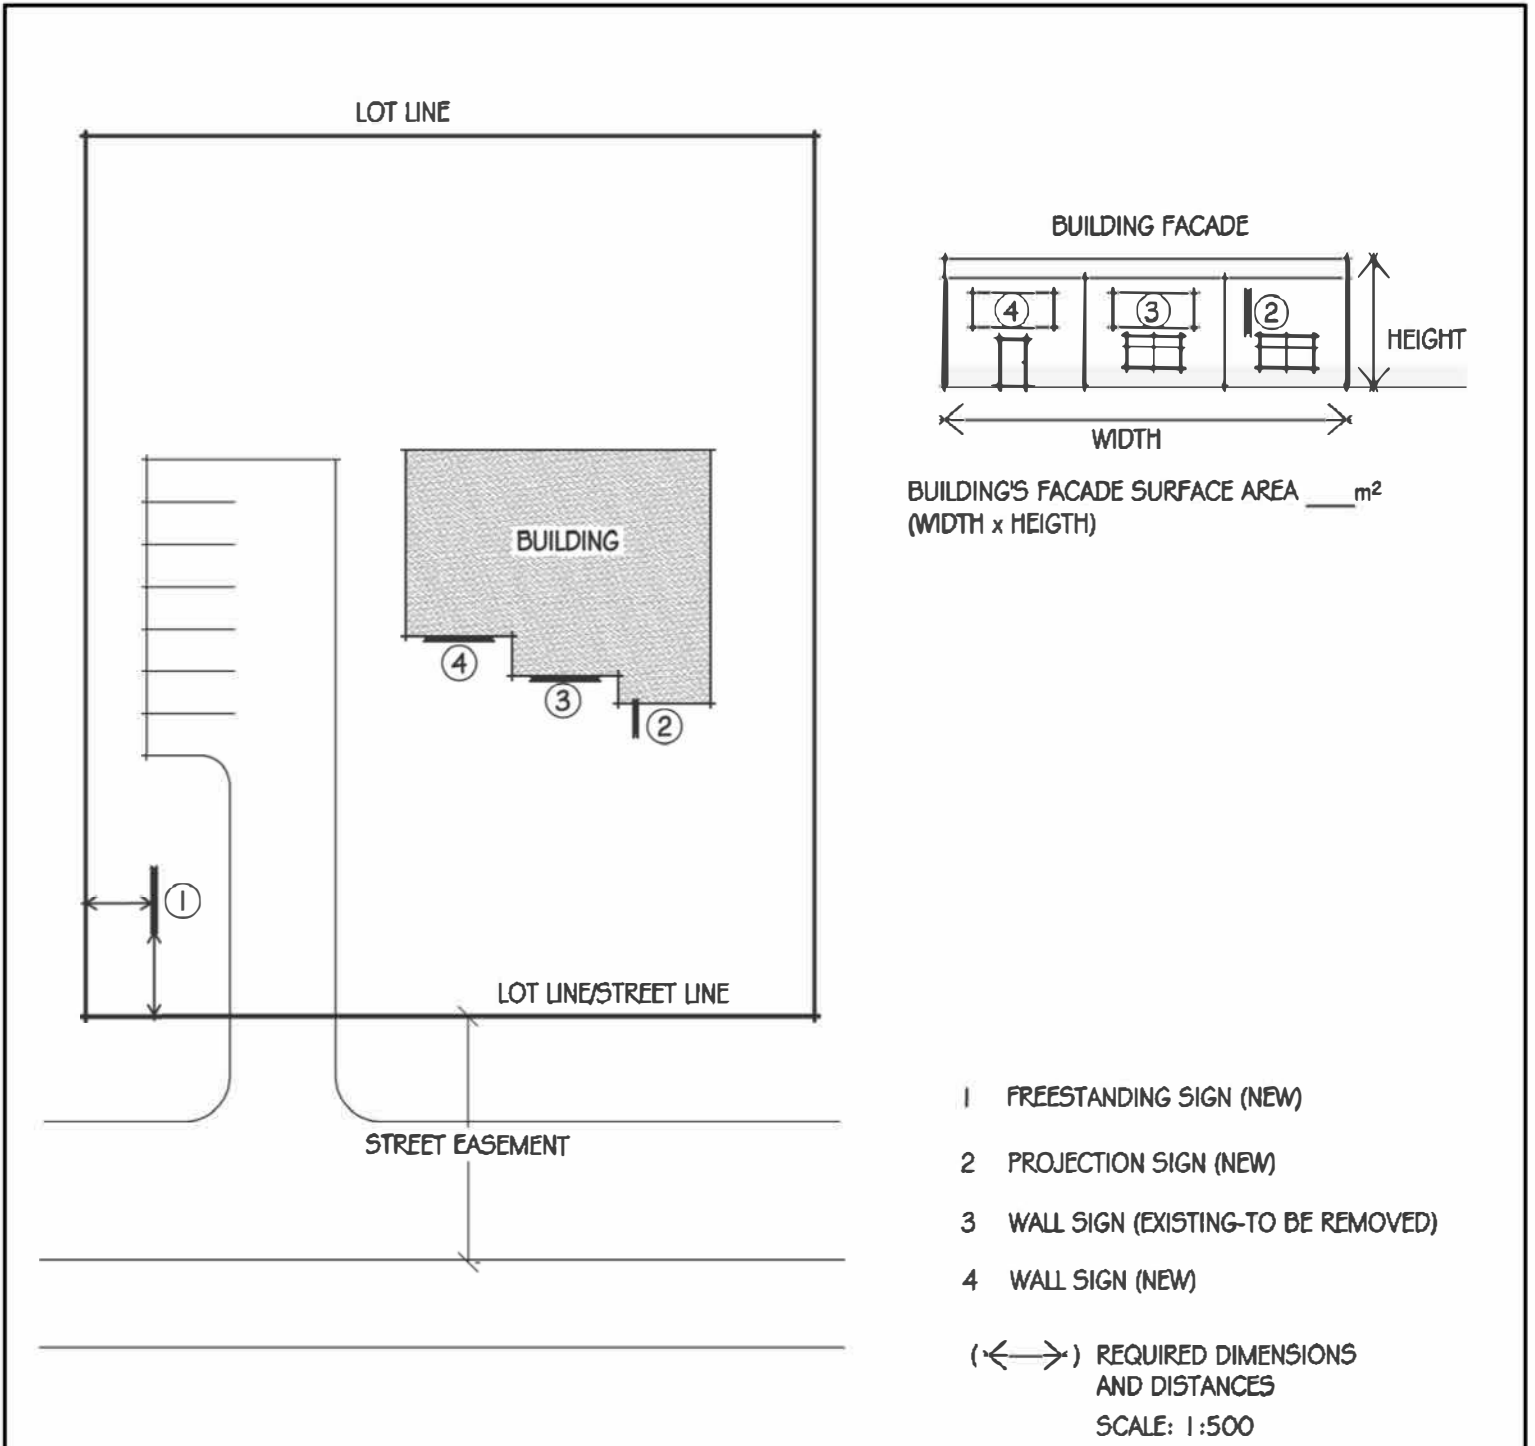 LOT LINE
BUILDING FACADE
4
3
2
HEIGHT
WIDTH
BUILDING'S FACADE SURFACE AREA ____m²
(WIDTH x HEIGTH)
BUILDING
4
3
2
1
LOT LINE/STREET LINE
STREET EASEMENT
1 FREESTANDING SIGN (NEW)
2 PROJECTION SIGN (NEW)
3 WALL SIGN (EXISTING-TO BE REMOVED)
4 WALL SIGN (NEW)
( ) REQUIRED DIMENSIONS
AND DISTANCES
SCALE: 1:500